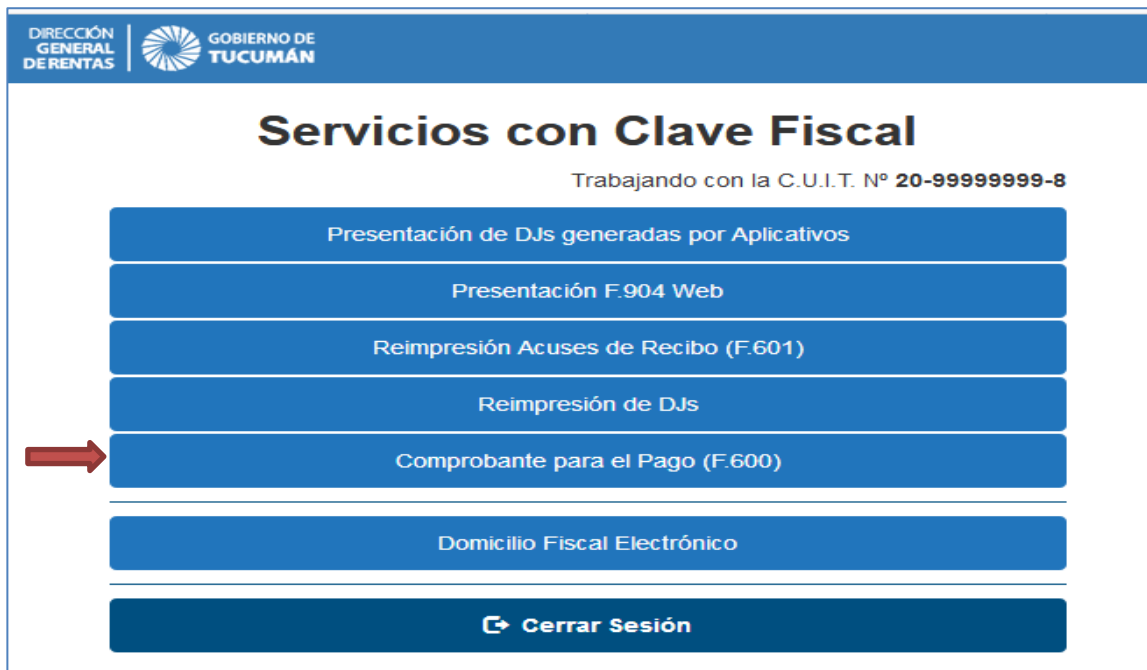 DIRECCIÓN
GENERAL
DE RENTAS
GOBIERNO DE
TUCUMÁN
Servicios con Clave Fiscal
Trabajando con la C.U.I.T. Nº 20-99999999-8
Presentación de DJs generadas por Aplicativos
Presentación F.904 Web
Reimpresión Acuses de Recibo (F.601)
Reimpresión de DJs
Comprobante para el Pago (F.600)
Domicilio Fiscal Electrónico
Cerrar Sesión